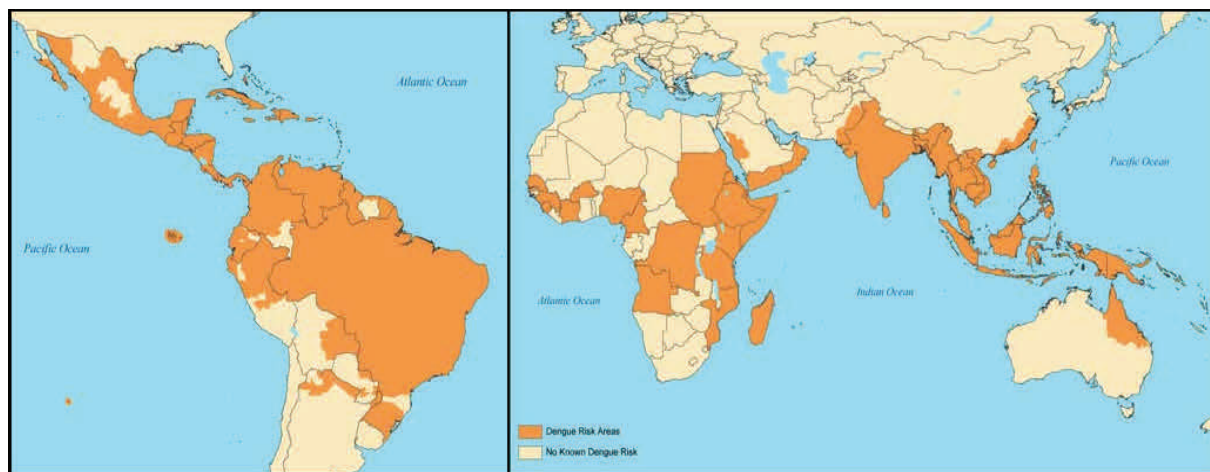 Atlantic Ocean
Pacific Ocean
Pacific Ocean
Atlantic Ocean
Indian Ocean
Dengue Risk Areas
No Known Dengue Risk